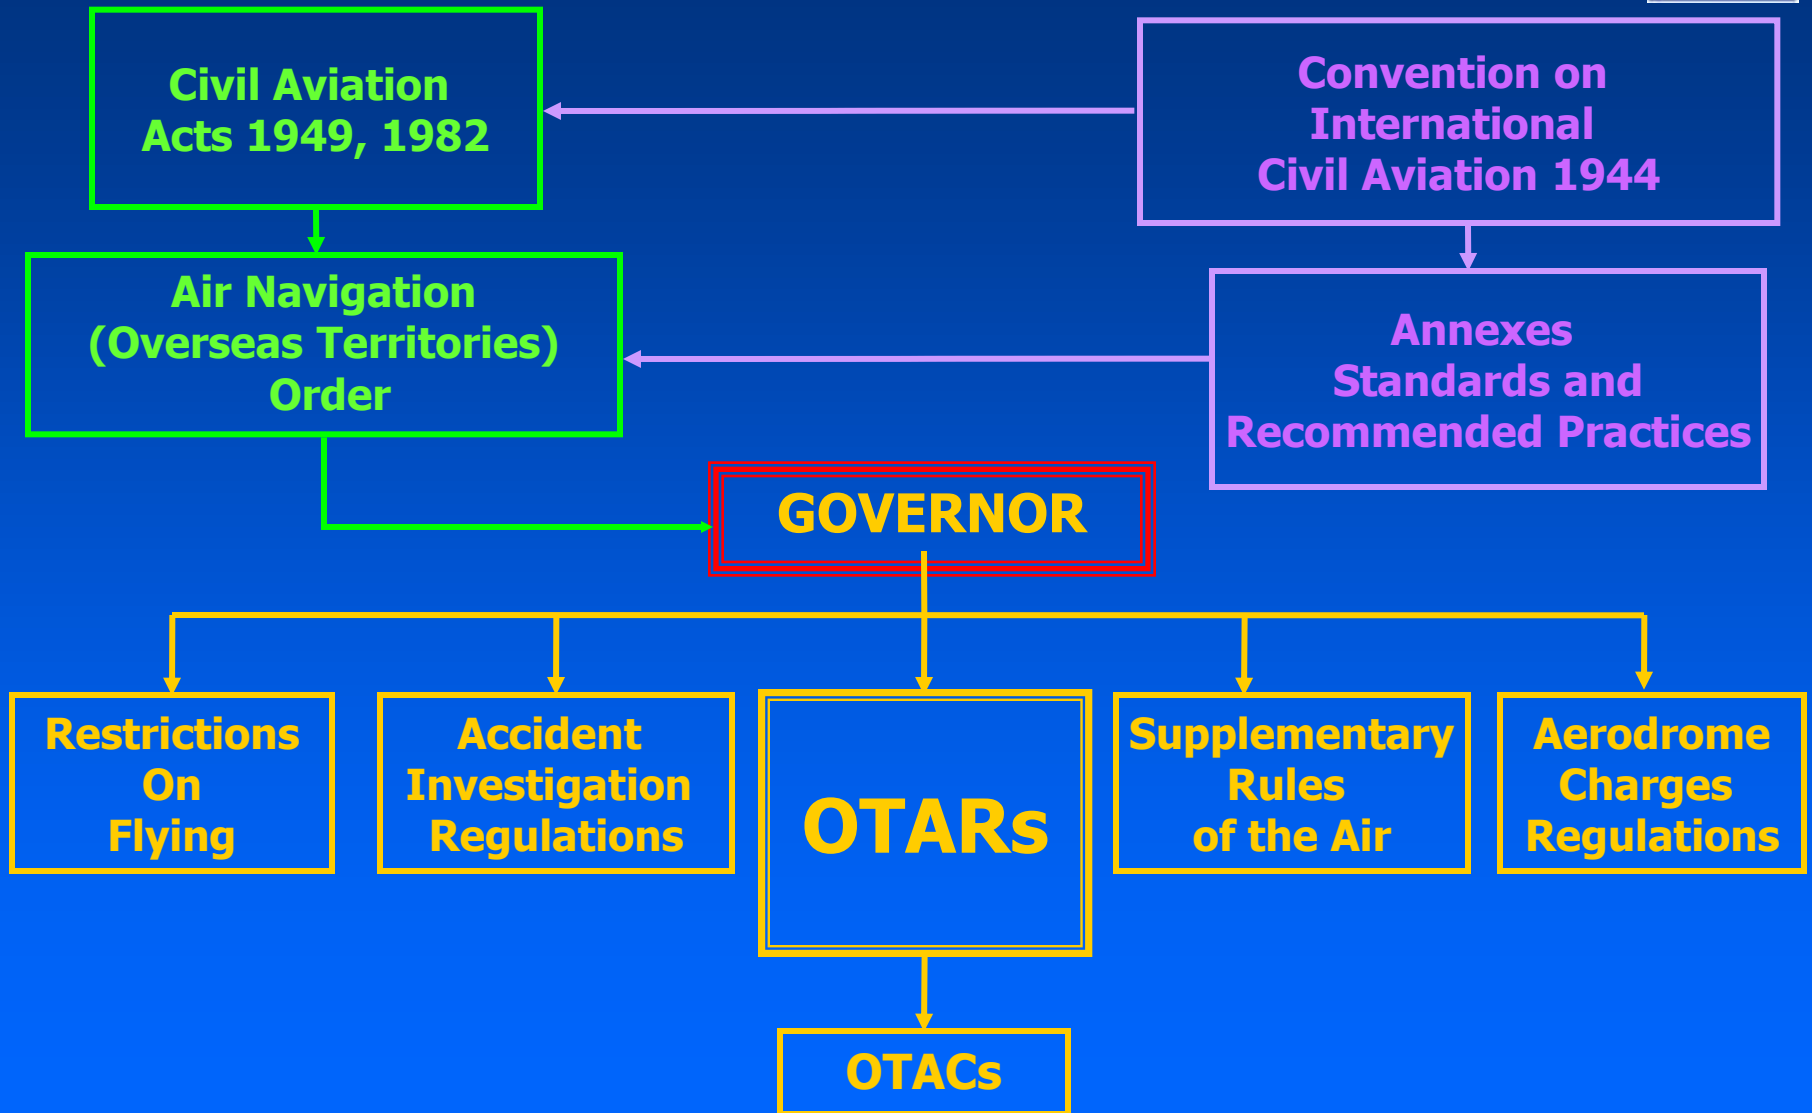 Civil Aviation
Acts 1949, 1982
Convention on
International
Civil Aviation 1944
Air Navigation
(Overseas Territories)
Order
Annexes
Standards and
Recommended Practices
GOVERNOR
Restrictions
On
Flying
Accident
Investigation
Regulations
OTARs
Supplementary
Rules
of the Air
Aerodrome
Charges
Regulations
OTACs